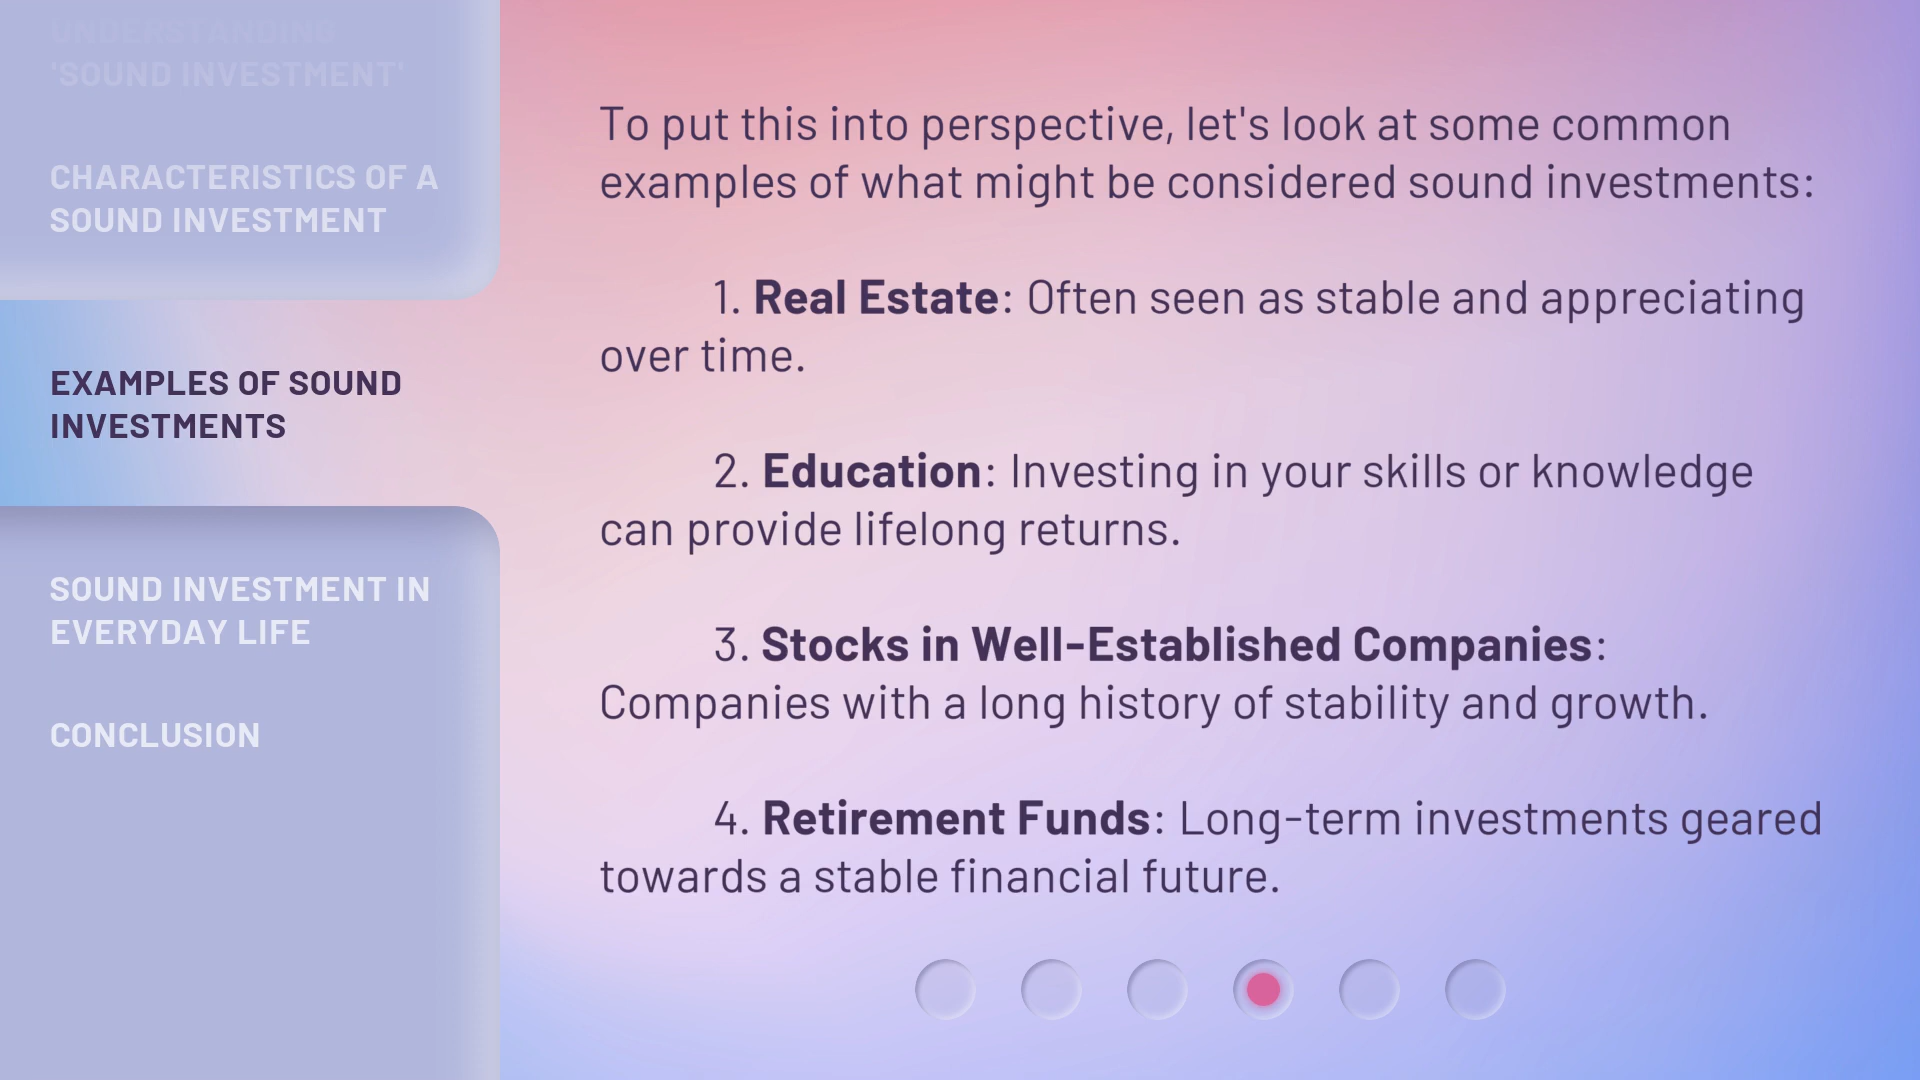 UNDERSTANDING
'SOUND INVESTMENT'
CHARACTERISTICS OF A
SOUND INVESTMENT
EXAMPLES OF SOUND
INVESTMENTS
SOUND INVESTMENT IN
EVERYDAY LIFE
CONCLUSION
To put this into perspective, let's look at some common
examples of what might be considered sound investments:
1. Real Estate: Often seen as stable and appreciating
over time.
2. Education: Investing in your skills or knowledge
can provide lifelong returns.
3. Stocks in Well-Established Companies:
Companies with a long history of stability and growth.
4. Retirement Funds: Long-term investments geared
towards a stable financial future.